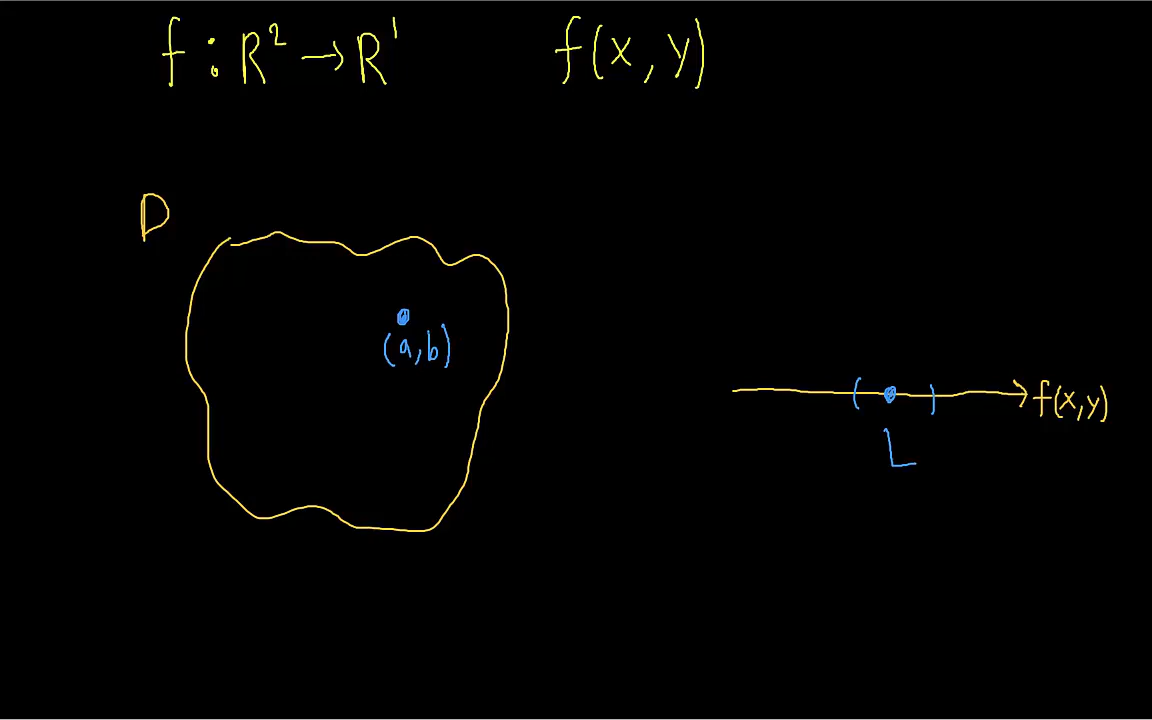 f : R² → R¹ f(x, y)
D
(a, b)
( ) f(x, y)
L